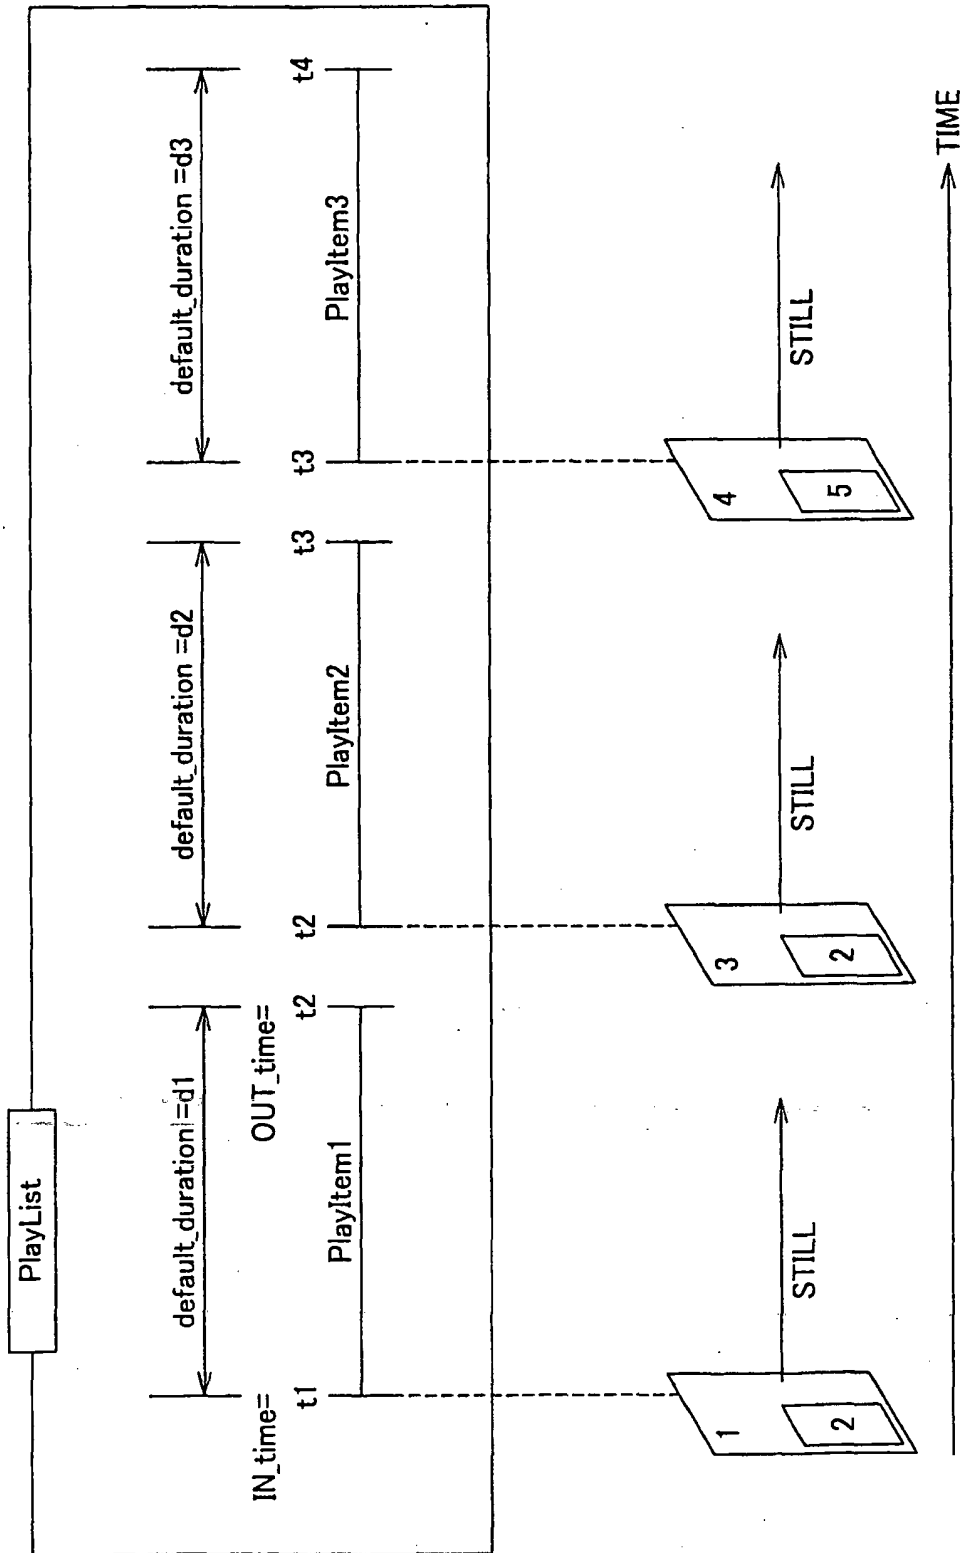 PlayList
default_duration =d1
default_duration =d2
default_duration =d3
IN_time=
OUT_time=
t1
t2
t2
t3
t3
t4
PlayItem1
PlayItem2
PlayItem3
1
2
STILL
3
2
STILL
4
5
STILL
TIME